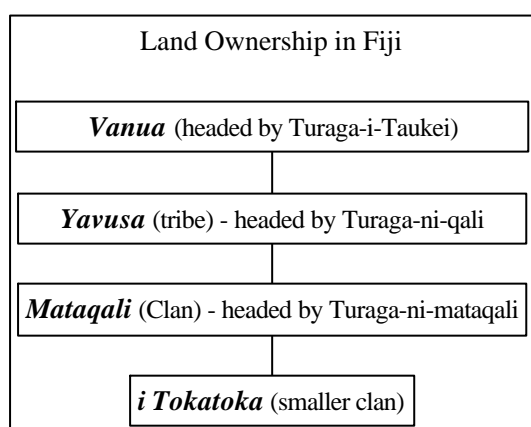 Land Ownership in Fiji
Vanua (headed by Turaga-i-Taukei)
Yavusa (tribe) - headed by Turaga-ni-qali
Mataqali (Clan) - headed by Turaga-ni-mataqali
i Tokatoka (smaller clan)